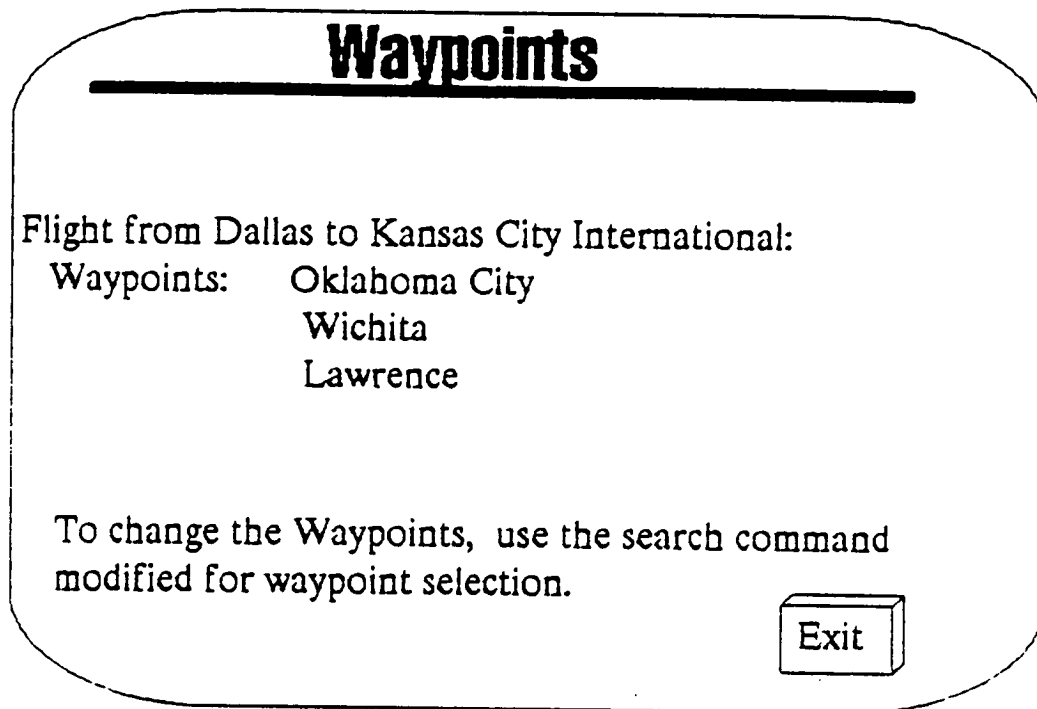 Waypoints
Flight from Dallas to Kansas City International:
Waypoints: Oklahoma City
Wichita
Lawrence
To change the Waypoints, use the search command
modified for waypoint selection.
Exit